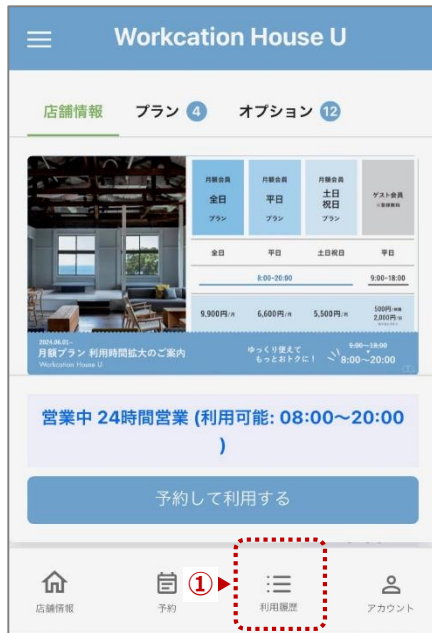 Workcation House U
店舗情報 プラン 4 オプション 12
月額会員 月額会員 月額会員 ゲスト会員
全日 平日 土日
祝日
プラン プラン プラン
全日 平日 土日祝日 平日
8:00-20:00 9:00-18:00
9,900円/月 6,600円/月 5,500円/月 500円/時間
2,000円/日
2024.06.01~
月額プラン 利用時間拡大のご案内
Workcation House U
ゆっくり使えて
もっとおトクに!
9:00~18:00
8:00~20:00
営業中 24時間営業 (利用可能: 08:00〜20:00
)
予約して利用する
①
店舗情報 予約 利用履歴 アカウント